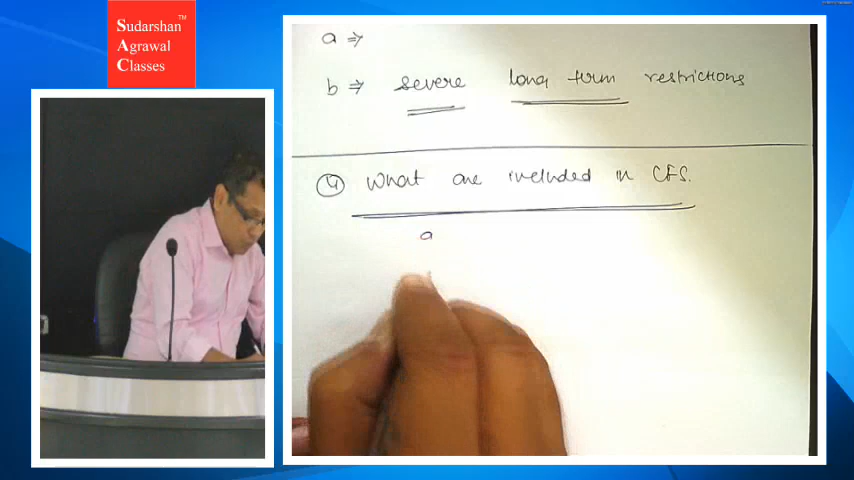 Sudarshan™
Agrawal
Classes
a ⇒
b ⇒ severe long term restrictions
④ What are included in CFS.
a